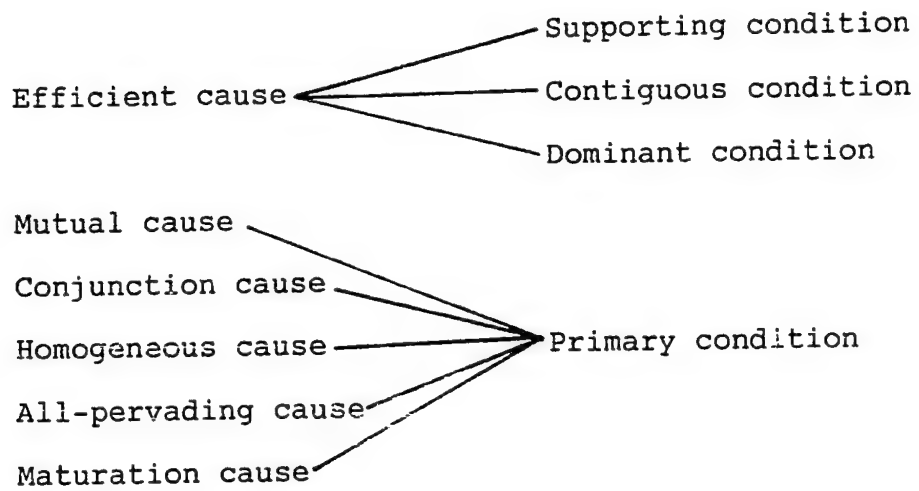 Supporting condition
Efficient cause
Contiguous condition
Dominant condition
Mutual cause
Conjunction cause
Homogeneous cause
Primary condition
All-pervading cause
Maturation cause